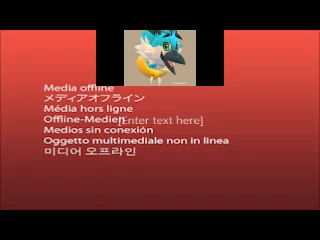 Media offline
メディアオフライン
Média hors ligne
Offline-Medien
[Enter text here]
Medios sin conexión
Oggetto multimediale non in linea
미디어 오프라인